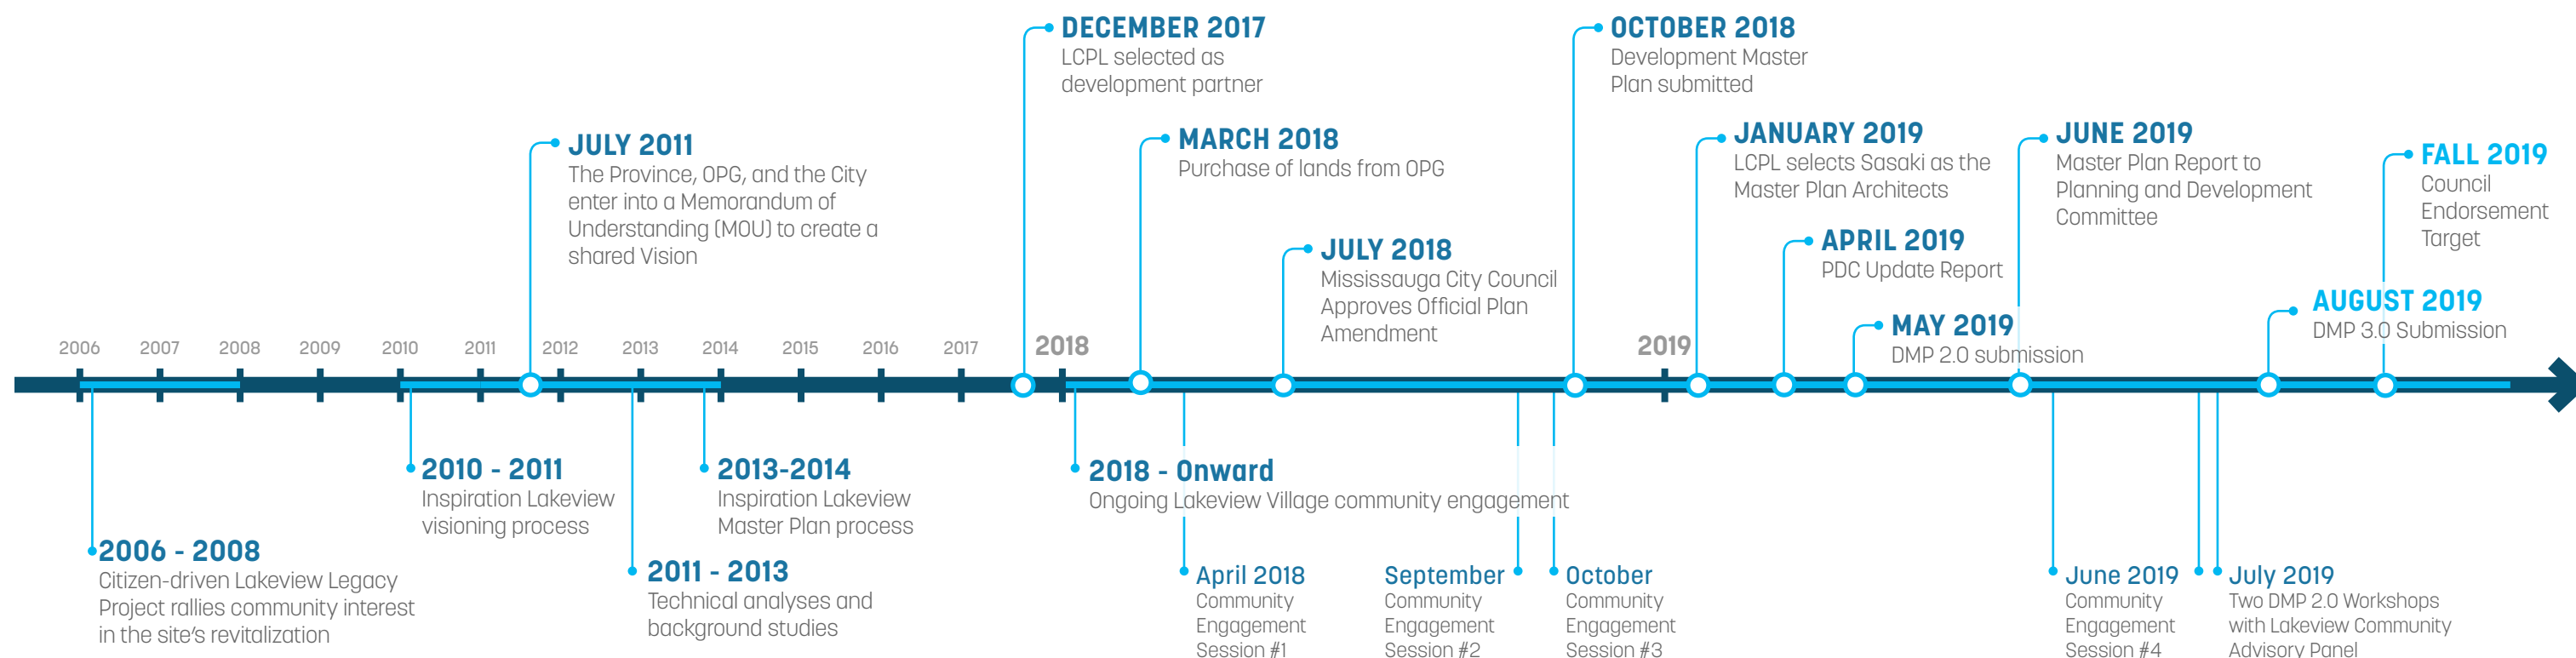 DECEMBER 2017
LCPL selected as
development partner
OCTOBER 2018
Development Master
Plan submitted
JULY 2011
The Province, OPG, and the City
enter into a Memorandum of
Understanding (MOU) to create a
shared Vision
MARCH 2018
Purchase of lands from OPG
JULY 2018
Mississauga City Council
Approves Official Plan
Amendment
JANUARY 2019
LCPL selects Sasaki as the
Master Plan Architects
APRIL 2019
PDC Update Report
MAY 2019
DMP 2.0 submission
JUNE 2019
Master Plan Report to
Planning and Development
Committee
FALL 2019
Council
Endorsement
Target
AUGUST 2019
DMP 3.0 Submission
2006 2007 2008 2009 2010 2011 2012 2013 2014 2015 2016 2017 2018 2019
2006 - 2008
Citizen-driven Lakeview Legacy
Project rallies community interest
in the site's revitalization
2010 - 2011
Inspiration Lakeview
visioning process
2011 - 2013
Technical analyses and
background studies
2013-2014
Inspiration Lakeview
Master Plan process
2018 - Onward
Ongoing Lakeview Village community engagement
April 2018
Community
Engagement
Session #1
September
Community
Engagement
Session #2
October
Community
Engagement
Session #3
June 2019
Community
Engagement
Session #4
July 2019
Two DMP 2.0 Workshops
with Lakeview Community
Advisory Panel